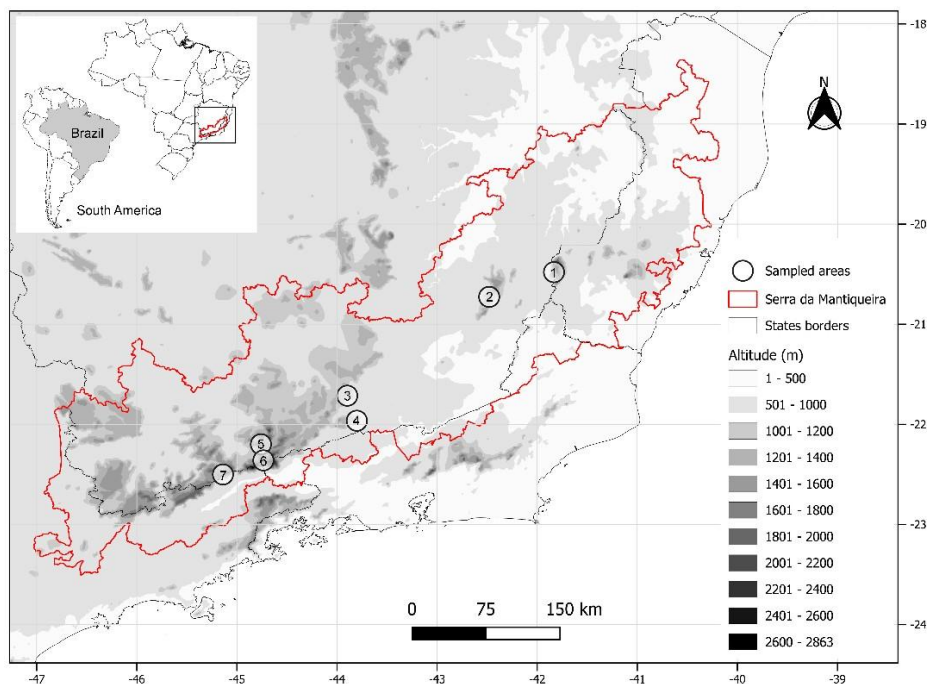 -18
N
-19
Brazil
South America
-20
1
Sampled areas
2
Serra da Mantiqueira
-21
States borders
Altitude (m)
1 - 500
3
501 - 1000
4
-22
1001 - 1200
5
1201 - 1400
6
7
1401 - 1600
1601 - 1800
-23
1801 - 2000
2001 - 2200
0 75 150 km
2201 - 2400
2401 - 2600
-24
2600 - 2863
-47 -46 -45 -44 -43 -42 -41 -40 -39